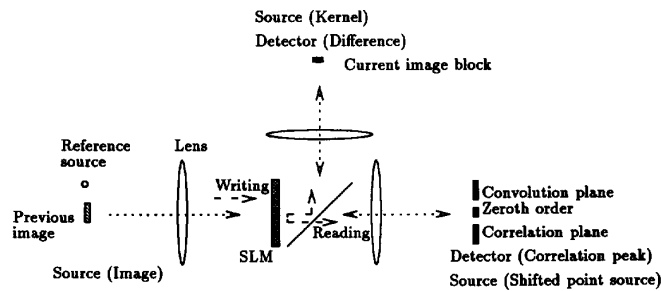 Source (Kernel)
Detector (Difference)
Current image block
Reference
source
Lens
Writing
Previous
image
Reading
SLM
Source (Image)
Convolution plane
Zeroth order
Correlation plane
Detector (Correlation peak)
Source (Shifted point source)